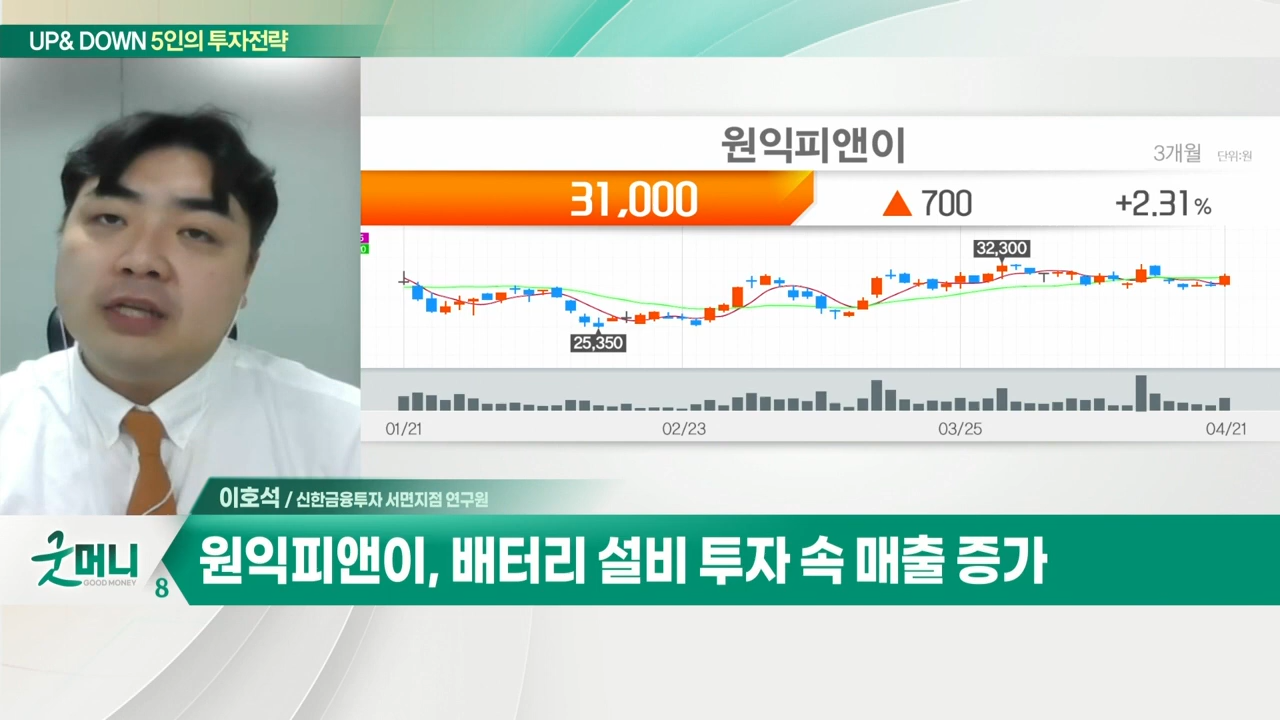 UP& DOWN 5인의 투자전략
원익피앤이
3개월 단위:원
31,000 ▲ 700 +2.31%
32,300
25,350
01/21 02/23 03/25 04/21
이호석 / 신한금융투자 서면지점 연구원
굿머니
GOOD MONEY
8
원익피앤이, 배터리 설비 투자 속 매출 증가